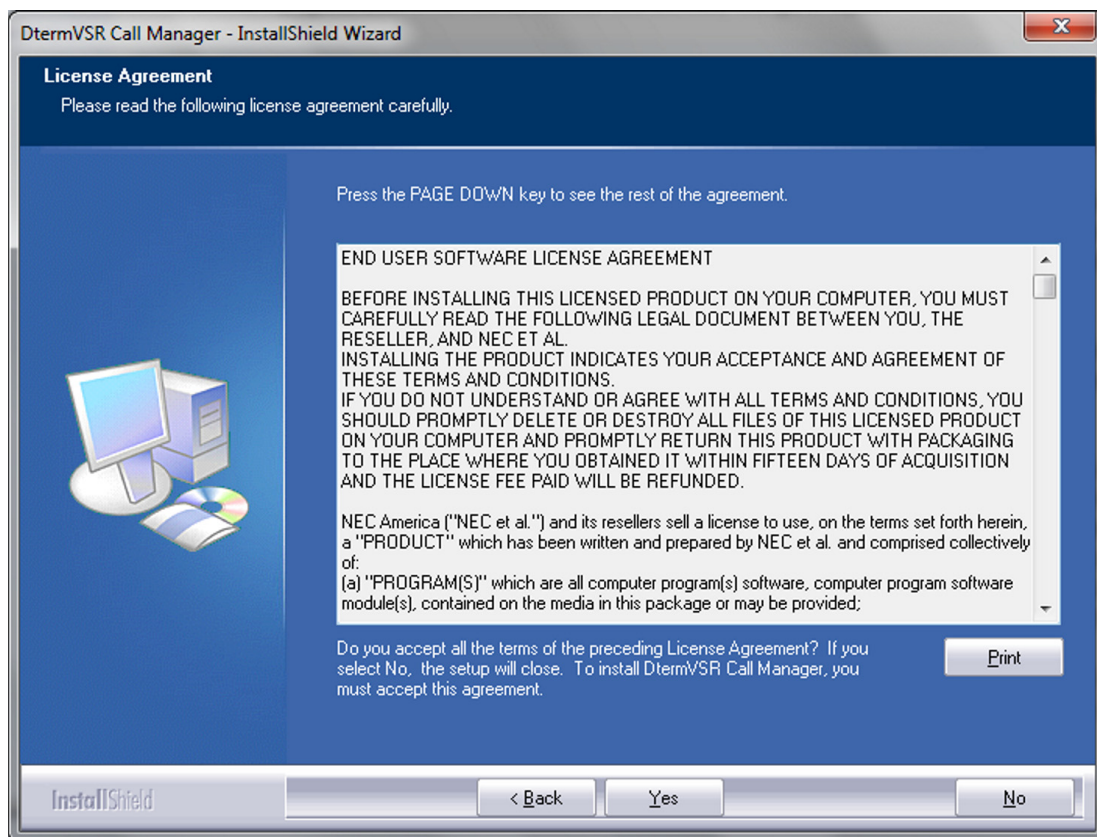 DtermVSR Call Manager - InstallShield Wizard
License Agreement
Please read the following license agreement carefully.
Press the PAGE DOWN key to see the rest of the agreement.
END USER SOFTWARE LICENSE AGREEMENT
BEFORE INSTALLING THIS LICENSED PRODUCT ON YOUR COMPUTER, YOU MUST
CAREFULLY READ THE FOLLOWING LEGAL DOCUMENT BETWEEN YOU, THE
RESELLER, AND NEC ET AL.
INSTALLING THE PRODUCT INDICATES YOUR ACCEPTANCE AND AGREEMENT OF
THESE TERMS AND CONDITIONS.
IF YOU DO NOT UNDERSTAND OR AGREE WITH ALL TERMS AND CONDITIONS, YOU
SHOULD PROMPTLY DELETE OR DESTROY ALL FILES OF THIS LICENSED PRODUCT
ON YOUR COMPUTER AND PROMPTLY RETURN THIS PRODUCT WITH PACKAGING
TO THE PLACE WHERE YOU OBTAINED IT WITHIN FIFTEEN DAYS OF ACQUISITION
AND THE LICENSE FEE PAID WILL BE REFUNDED.
NEC America ("NEC et al.") and its resellers sell a license to use, on the terms set forth herein,
a "PRODUCT" which has been written and prepared by NEC et al. and comprised collectively
of:
(a) "PROGRAM(S)" which are all computer program(s) software, computer program software
module(s), contained on the media in this package or may be provided;
Do you accept all the terms of the preceding License Agreement? If you
select No, the setup will close. To install DtermVSR Call Manager, you
must accept this agreement.
Print
InstallShield
< Back
Yes
No